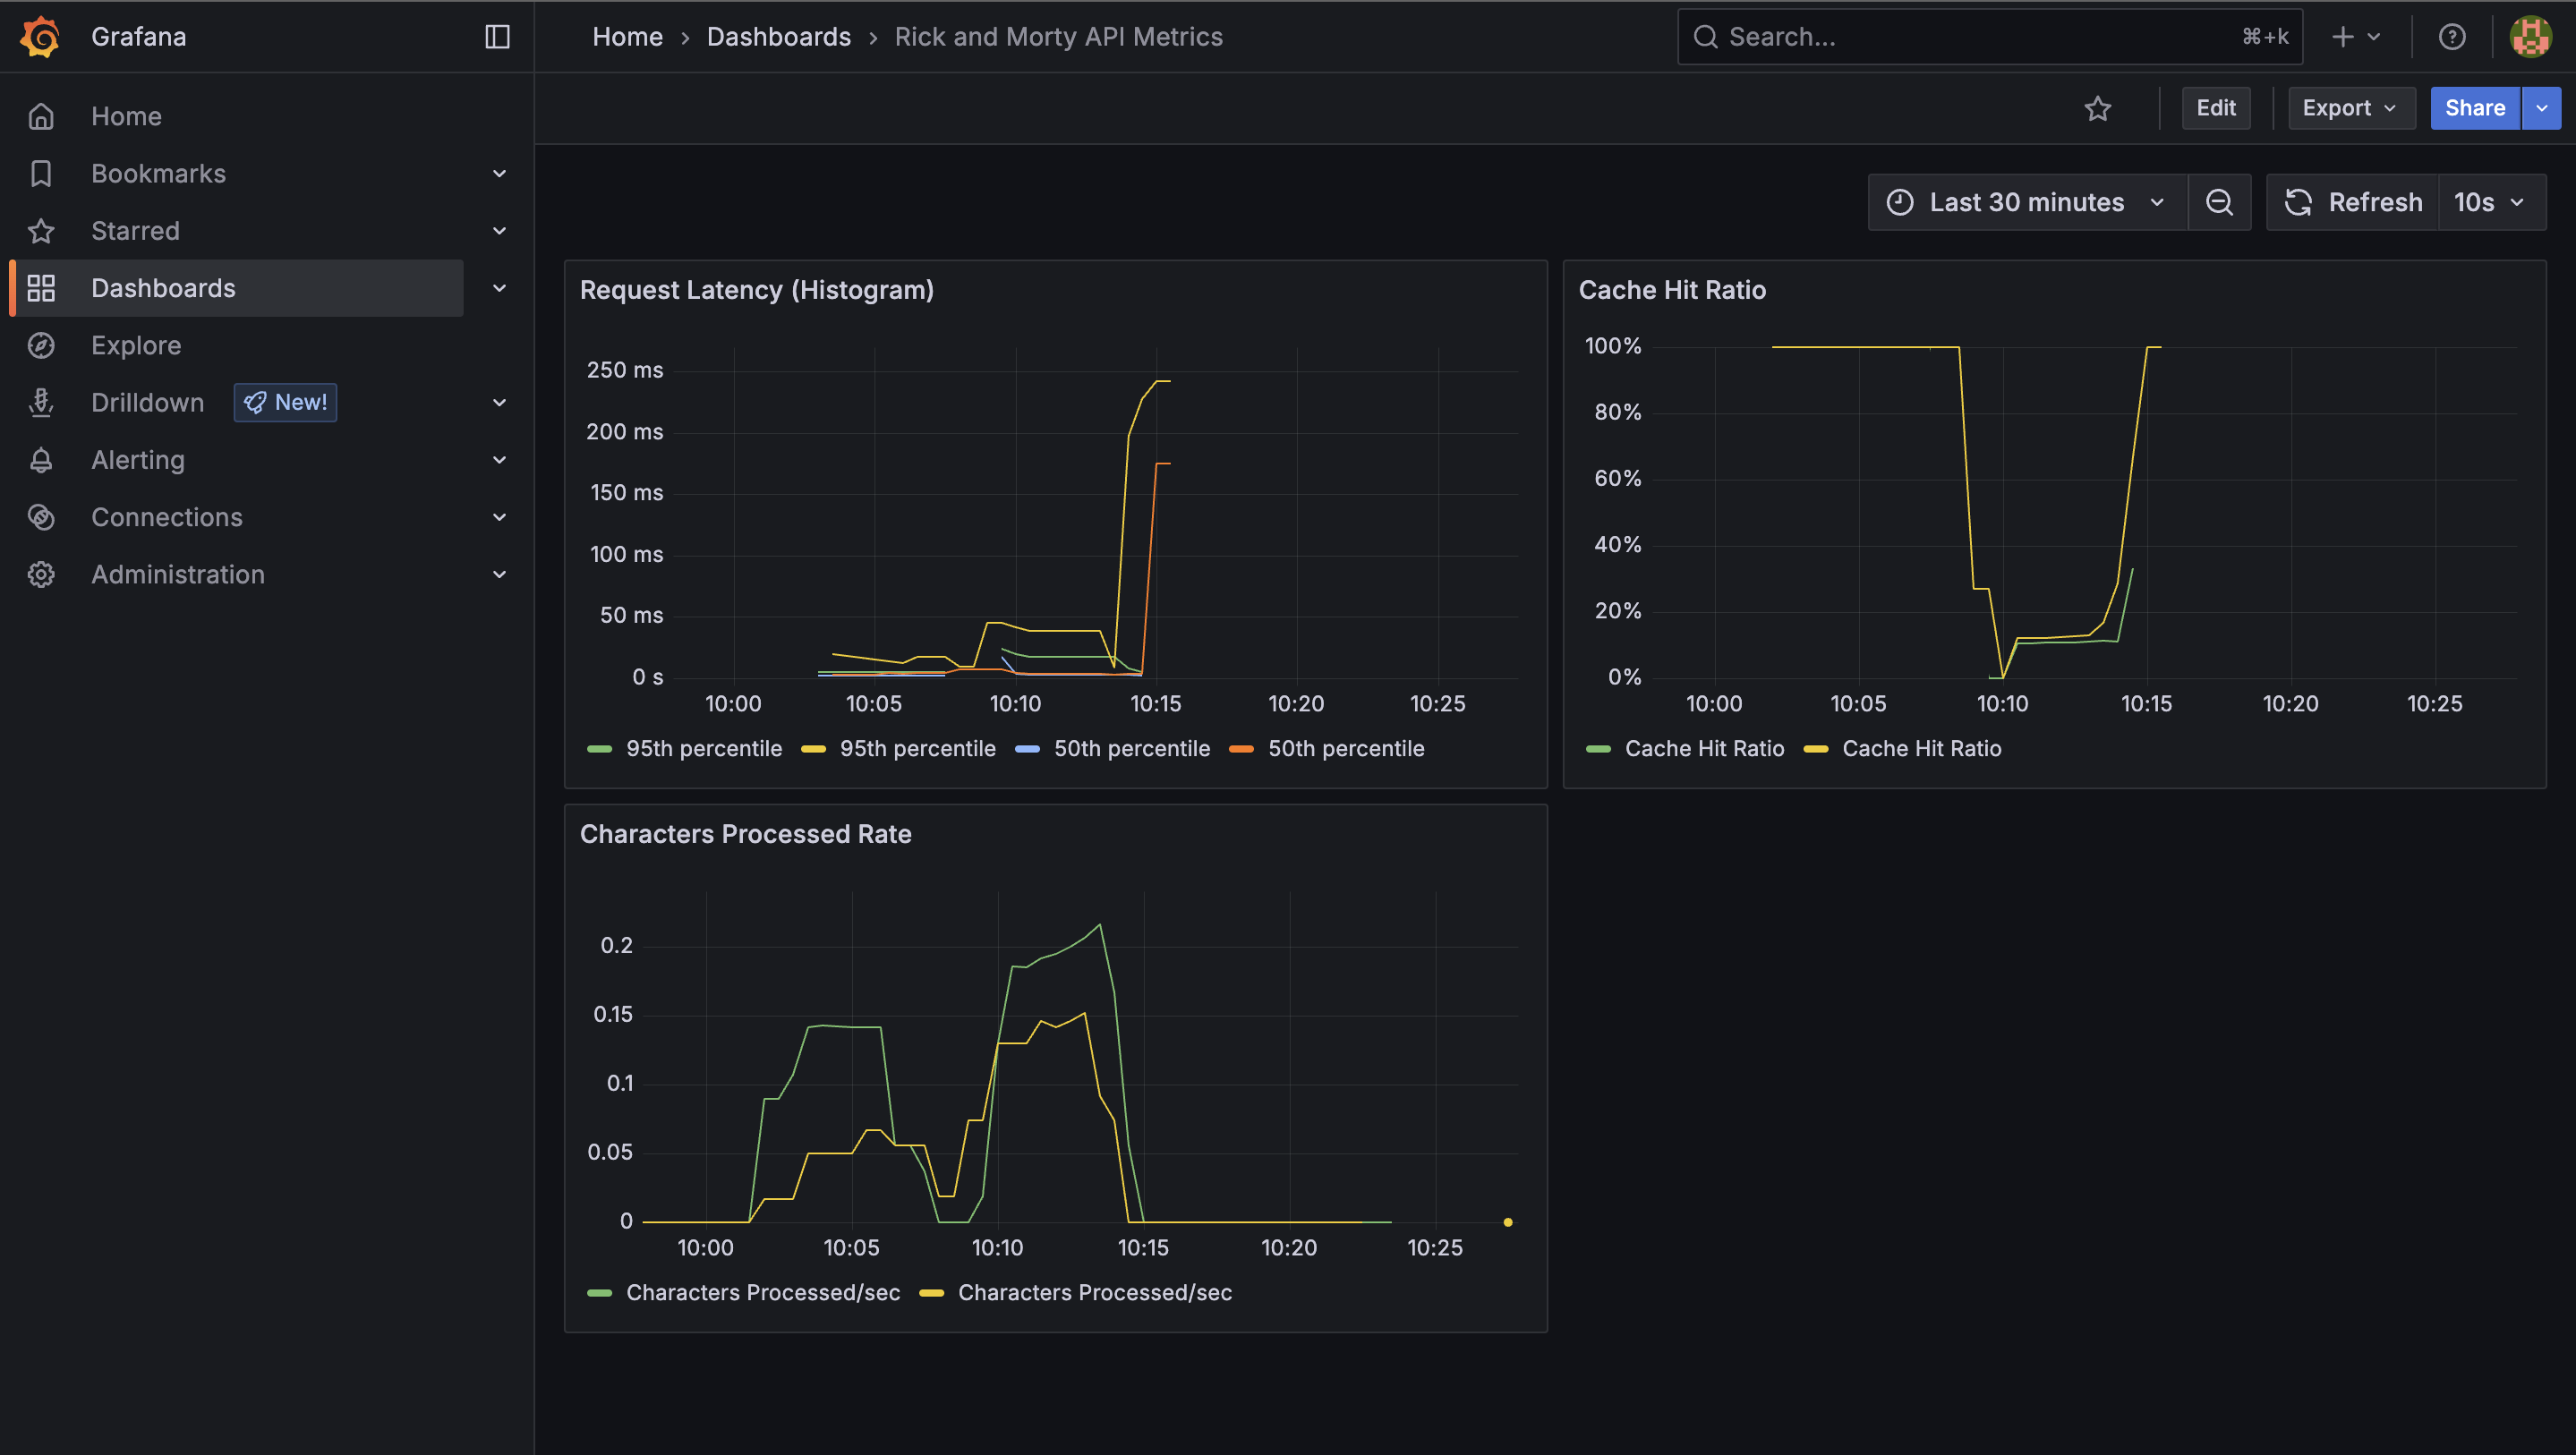 Grafana
Home › Dashboards › Rick and Morty API Metrics
Search...
⌘+k
Home
Bookmarks
Starred
Dashboards
Explore
Drilldown New!
Alerting
Connections
Administration
Edit
Export
Share
Last 30 minutes
Refresh
10s
Request Latency (Histogram)
250 ms
200 ms
150 ms
100 ms
50 ms
0 s
10:00 10:05 10:10 10:15 10:20 10:25
95th percentile 95th percentile 50th percentile 50th percentile
Cache Hit Ratio
100%
80%
60%
40%
20%
0%
10:00 10:05 10:10 10:15 10:20 10:25
Cache Hit Ratio Cache Hit Ratio
Characters Processed Rate
0.2
0.15
0.1
0.05
0
10:00 10:05 10:10 10:15 10:20 10:25
Characters Processed/sec Characters Processed/sec